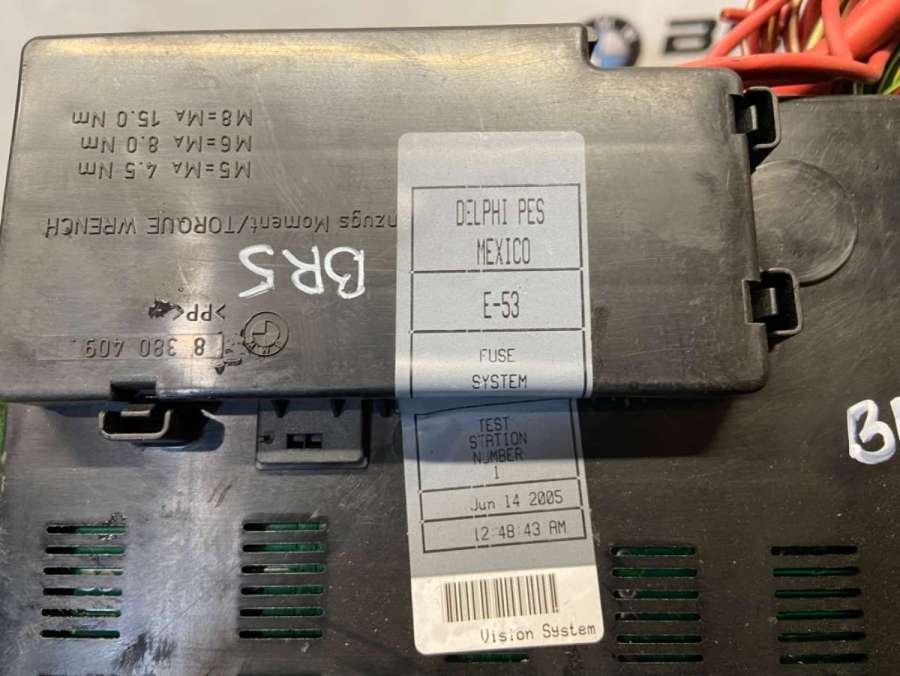 M8=MA 15.0 Nm
M6=MA 8.0 Nm
M5=MA 4.5 Nm
nzugs Moment/TORQUE WRENCH
BR5
>PP<
8 380 409.
BMW
DELPHI PES
MEXICO
E-53
FUSE
SYSTEM
TEST
STATION
NUMBER
1
Jun 14 2005
12:48:43 AM
Vision System